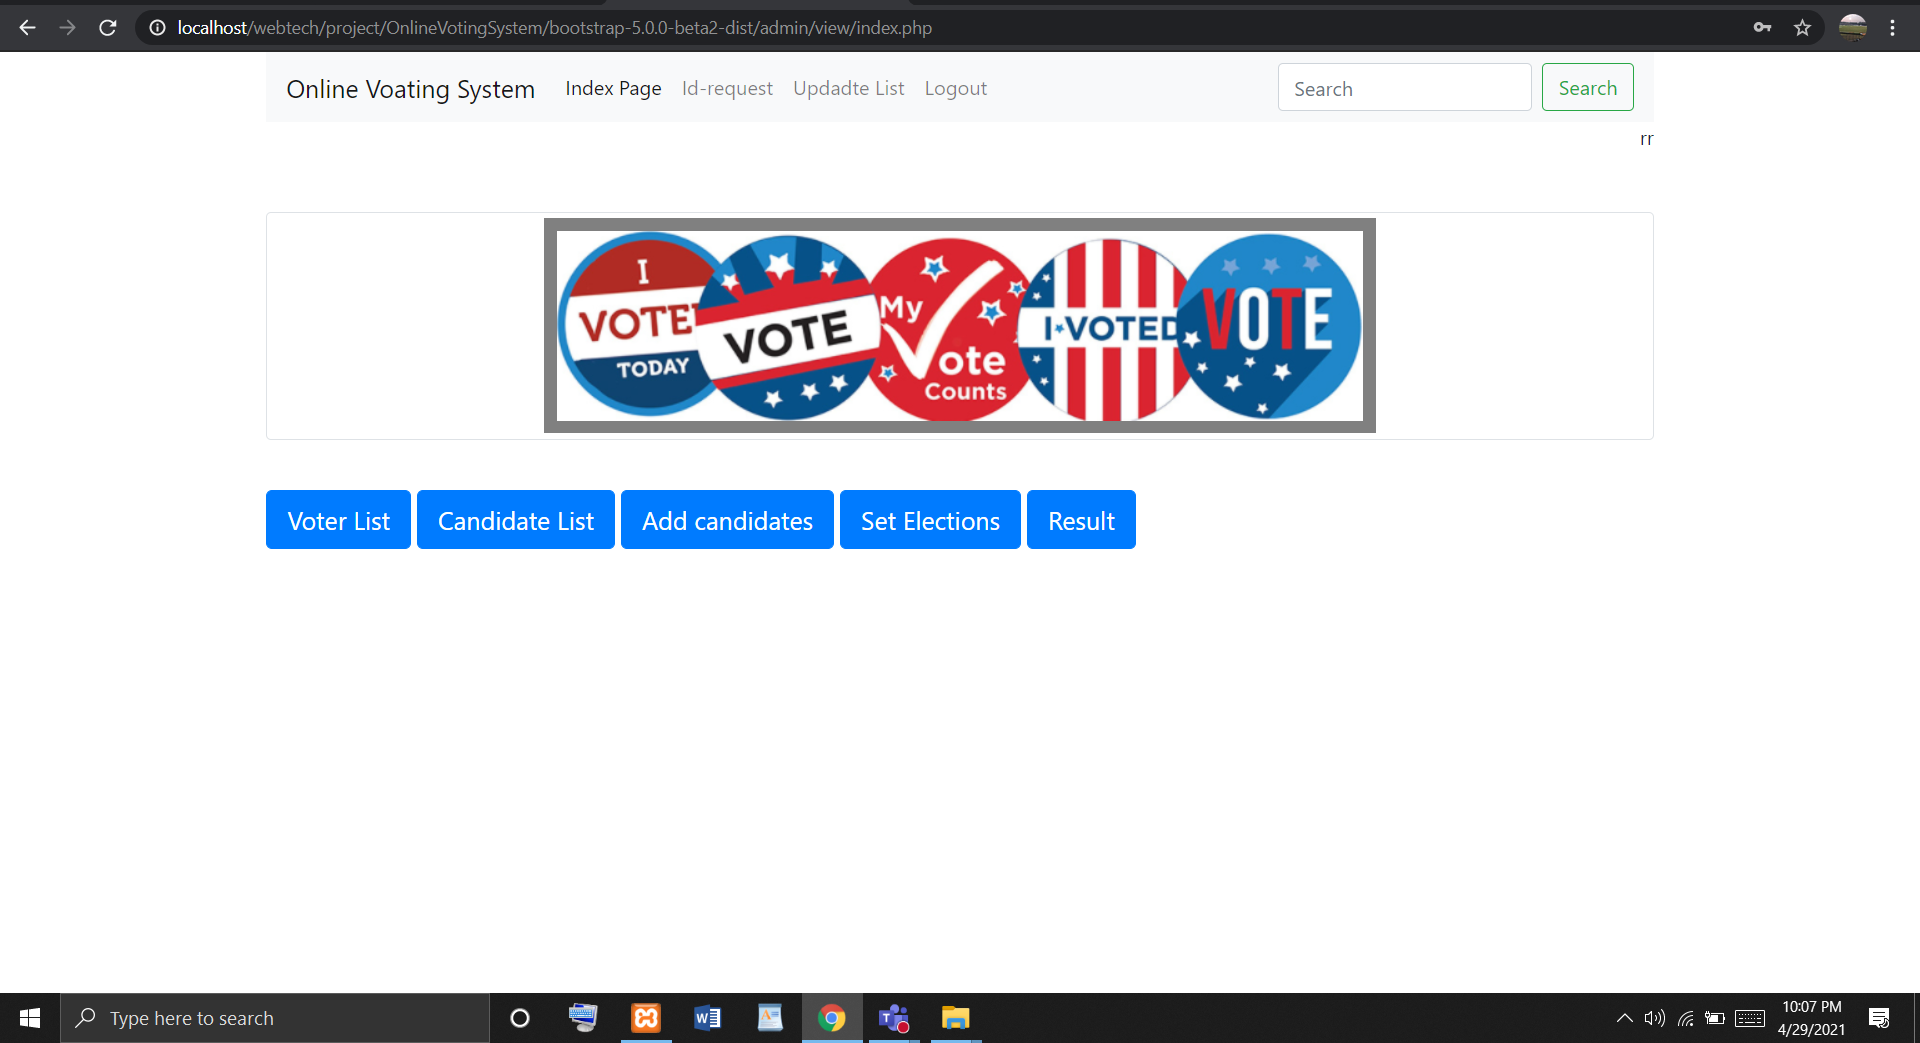 localhost/webtech/project/OnlineVotingSystem/bootstrap-5.0.0-beta2-dist/admin/view/index.php
Online Voating System Index Page Id-request Updadte List Logout Search Search
rr
I
VOTE
TODAY
VOTE
My
Vote
Counts
I VOTED
VOTE
Voter List Candidate List Add candidates Set Elections Result
Type here to search
10:07 PM
4/29/2021